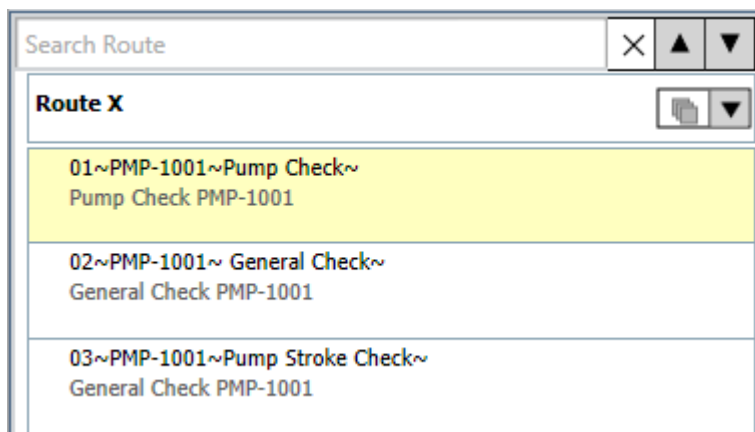 Search Route
Route X
01~PMP-1001~Pump Check~
Pump Check PMP-1001
02~PMP-1001~ General Check~
General Check PMP-1001
03~PMP-1001~Pump Stroke Check~
General Check PMP-1001